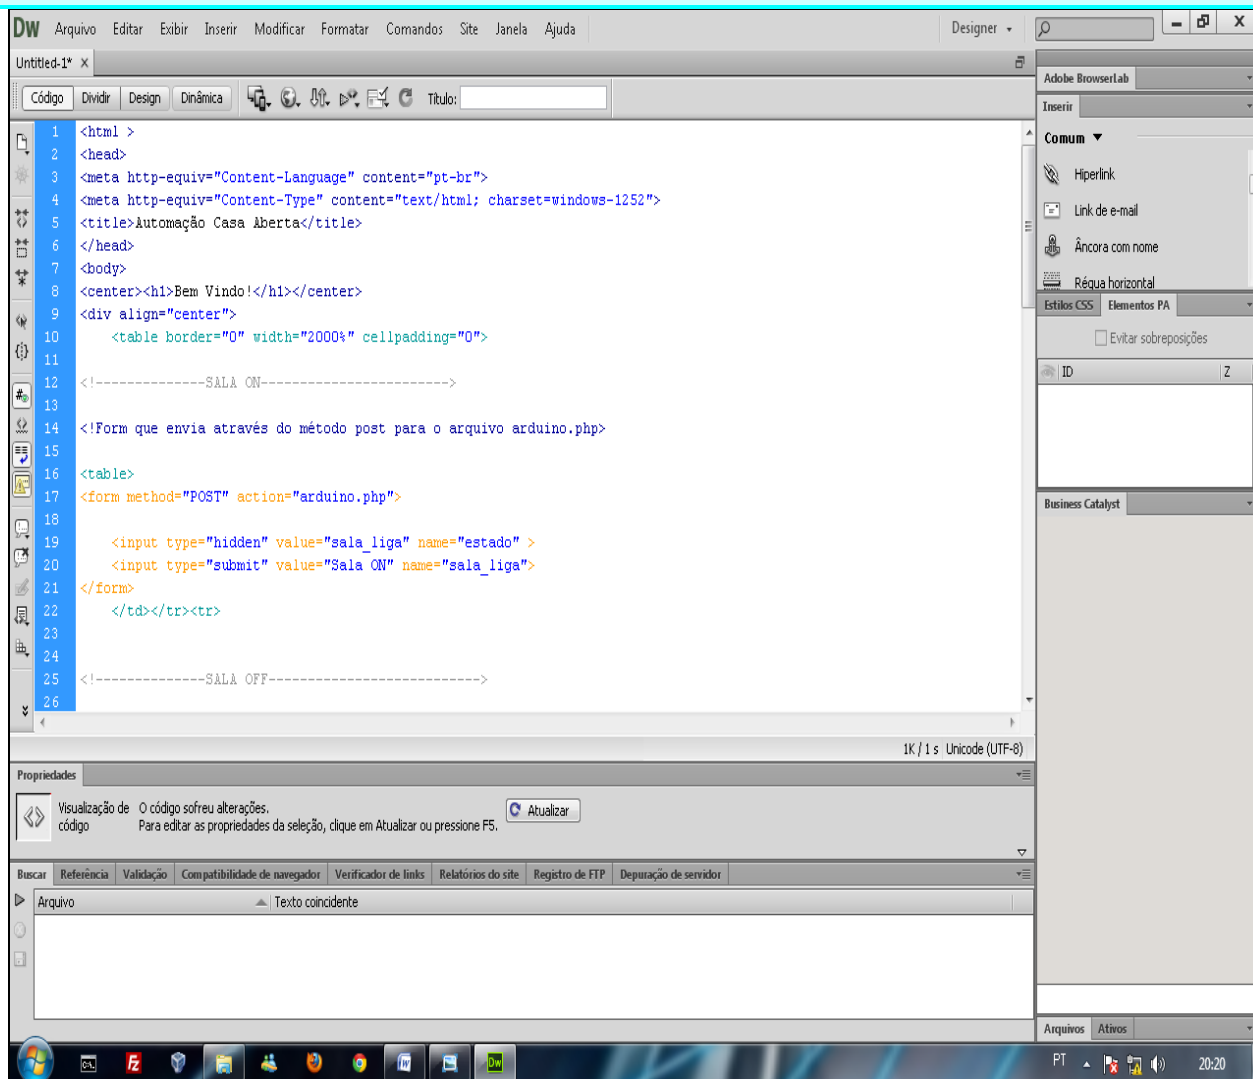 Dw Arquivo Editar Exibir Inserir Modificar Formatar Comandos Site Janela Ajuda Designer
Untitled-1* x
Código Dividir Design Dinâmica Título:
1 <html >
2 <head>
3 <meta http-equiv="Content-Language" content="pt-br">
4 <meta http-equiv="Content-Type" content="text/html; charset=windows-1252">
5 <title>Automação Casa Aberta</title>
6 </head>
7 <body>
8 <center><h1>Bem Vindo!</h1></center>
9 <div align="center">
10 <table border="0" width="2000%" cellpadding="0">
11
12 <!--------------SALA ON------------------------>
13
14 <!Form que envia através do método post para o arquivo arduino.php>
15
16 <table>
17 <form method="POST" action="arduino.php">
18
19 <input type="hidden" value="sala_liga" name="estado" >
20 <input type="submit" value="Sala ON" name="sala_liga">
21 </form>
22 </td></tr><tr>
23
24
25 <!--------------SALA OFF--------------------------->
26
1K / 1 s Unicode (UTF-8)
Adobe BrowserLab
Inserir
Comum
Hiperlink
Link de e-mail
Âncora com nome
Régua horizontal
Estilos CSS Elementos PA
Evitar sobreposições
ID Z
Business Catalyst
Arquivos Ativos
Propriedades
Visualização de código
O código sofreu alterações.
Para editar as propriedades da seleção, clique em Atualizar ou pressione F5.
Atualizar
Buscar Referência Validação Compatibilidade de navegador Verificador de links Relatórios do site Registro de FTP Depuração de servidor
Arquivo Texto coincidente
C:\. Fz W Dw PT 20:20